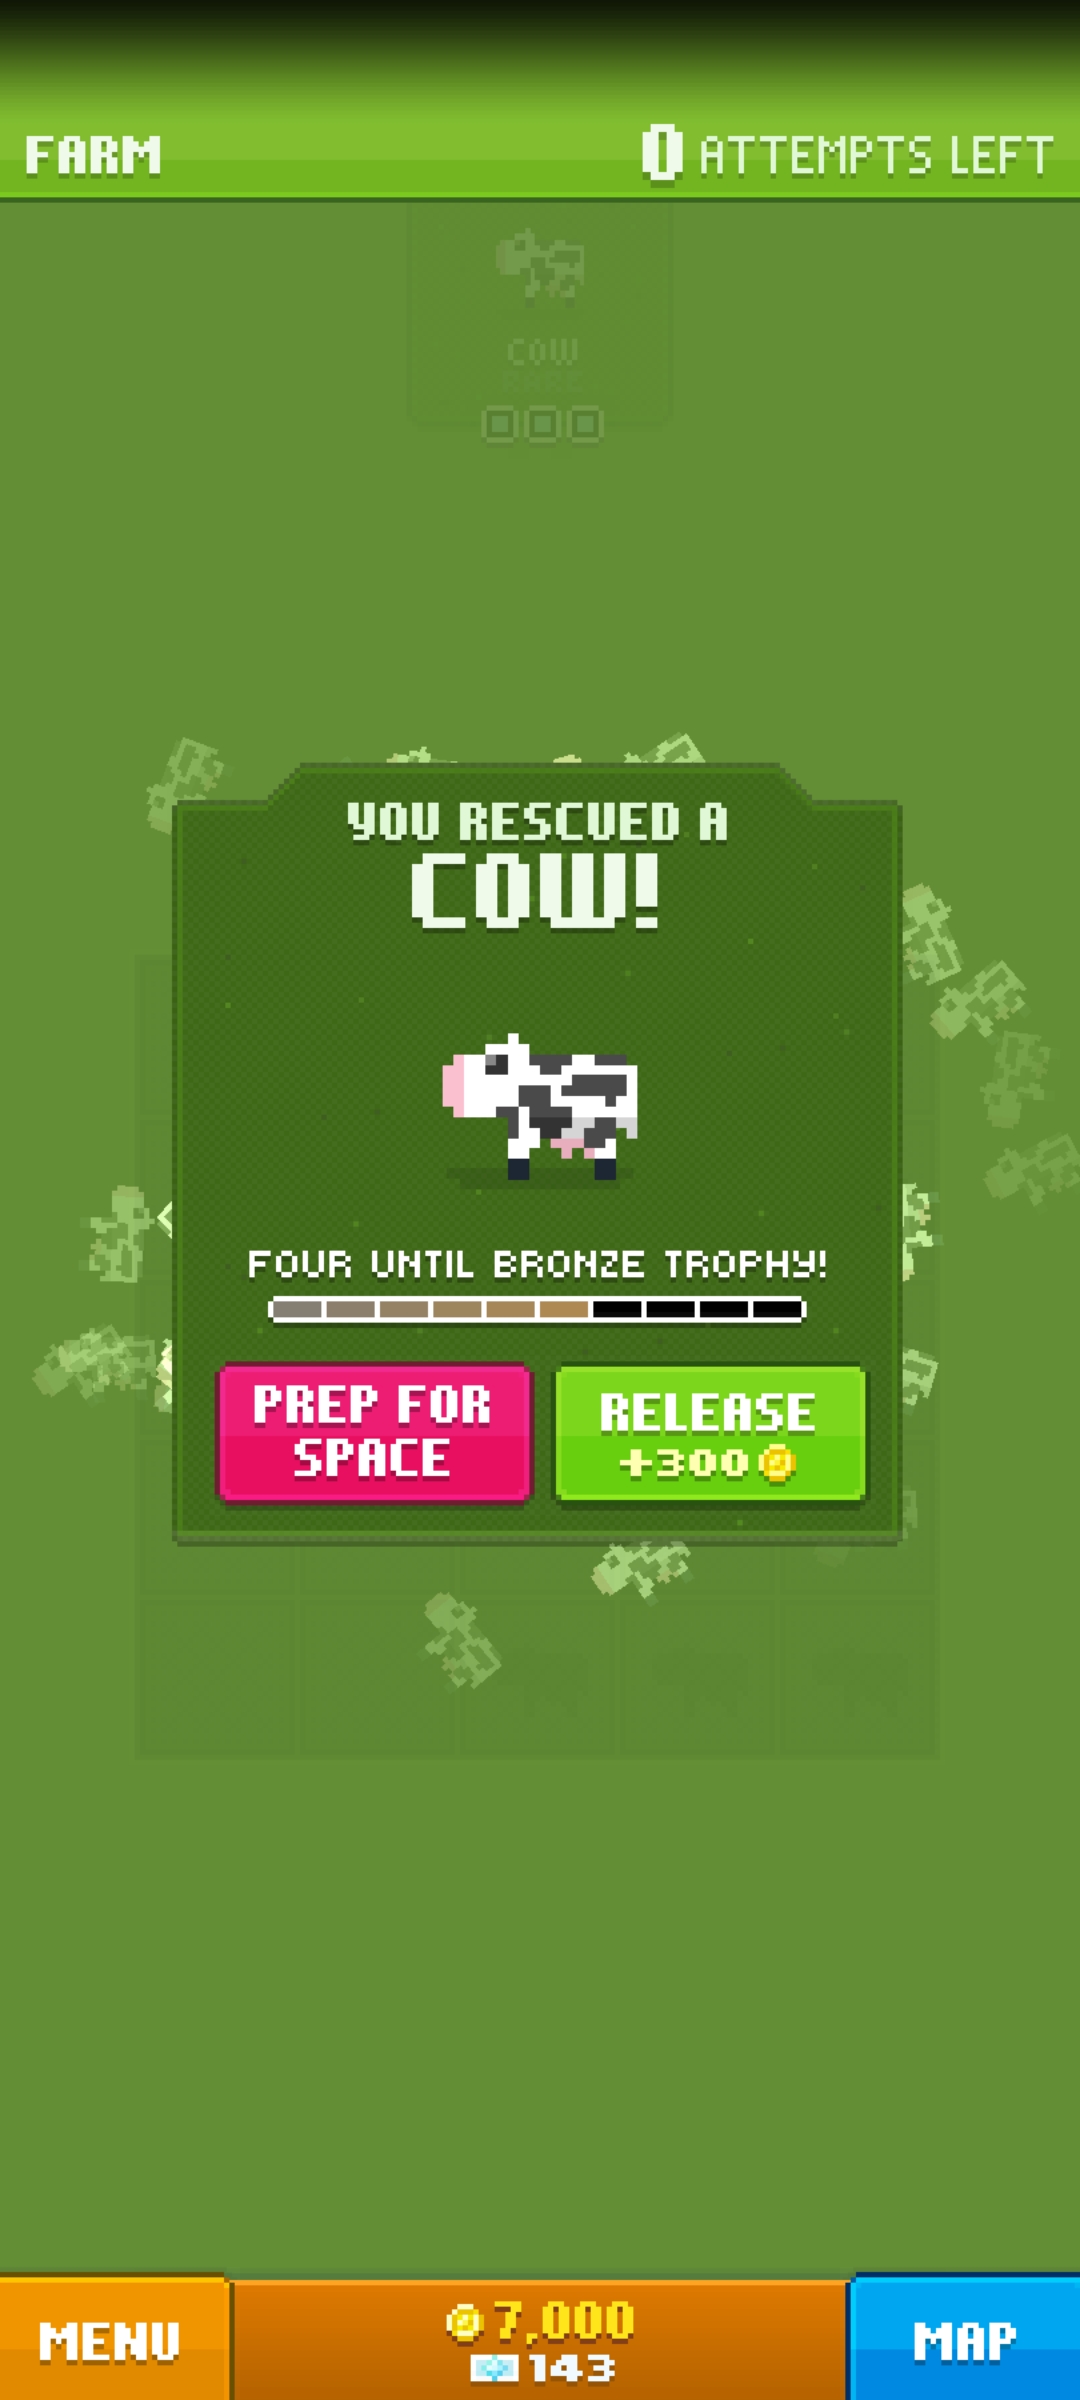 FARM
0 ATTEMPTS LEFT
COW
YOU RESCUED A
COW!
FOUR UNTIL BRONZE TROPHY!
PREP FOR
SPACE
RELEASE
+300
MENU
7,000
143
MAP